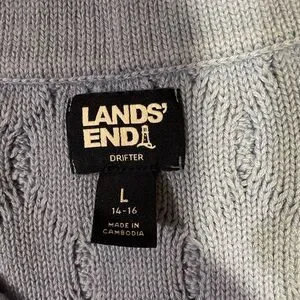 LANDS'
END
DRIFTER
L
14-16
MADE IN
CAMBODIA